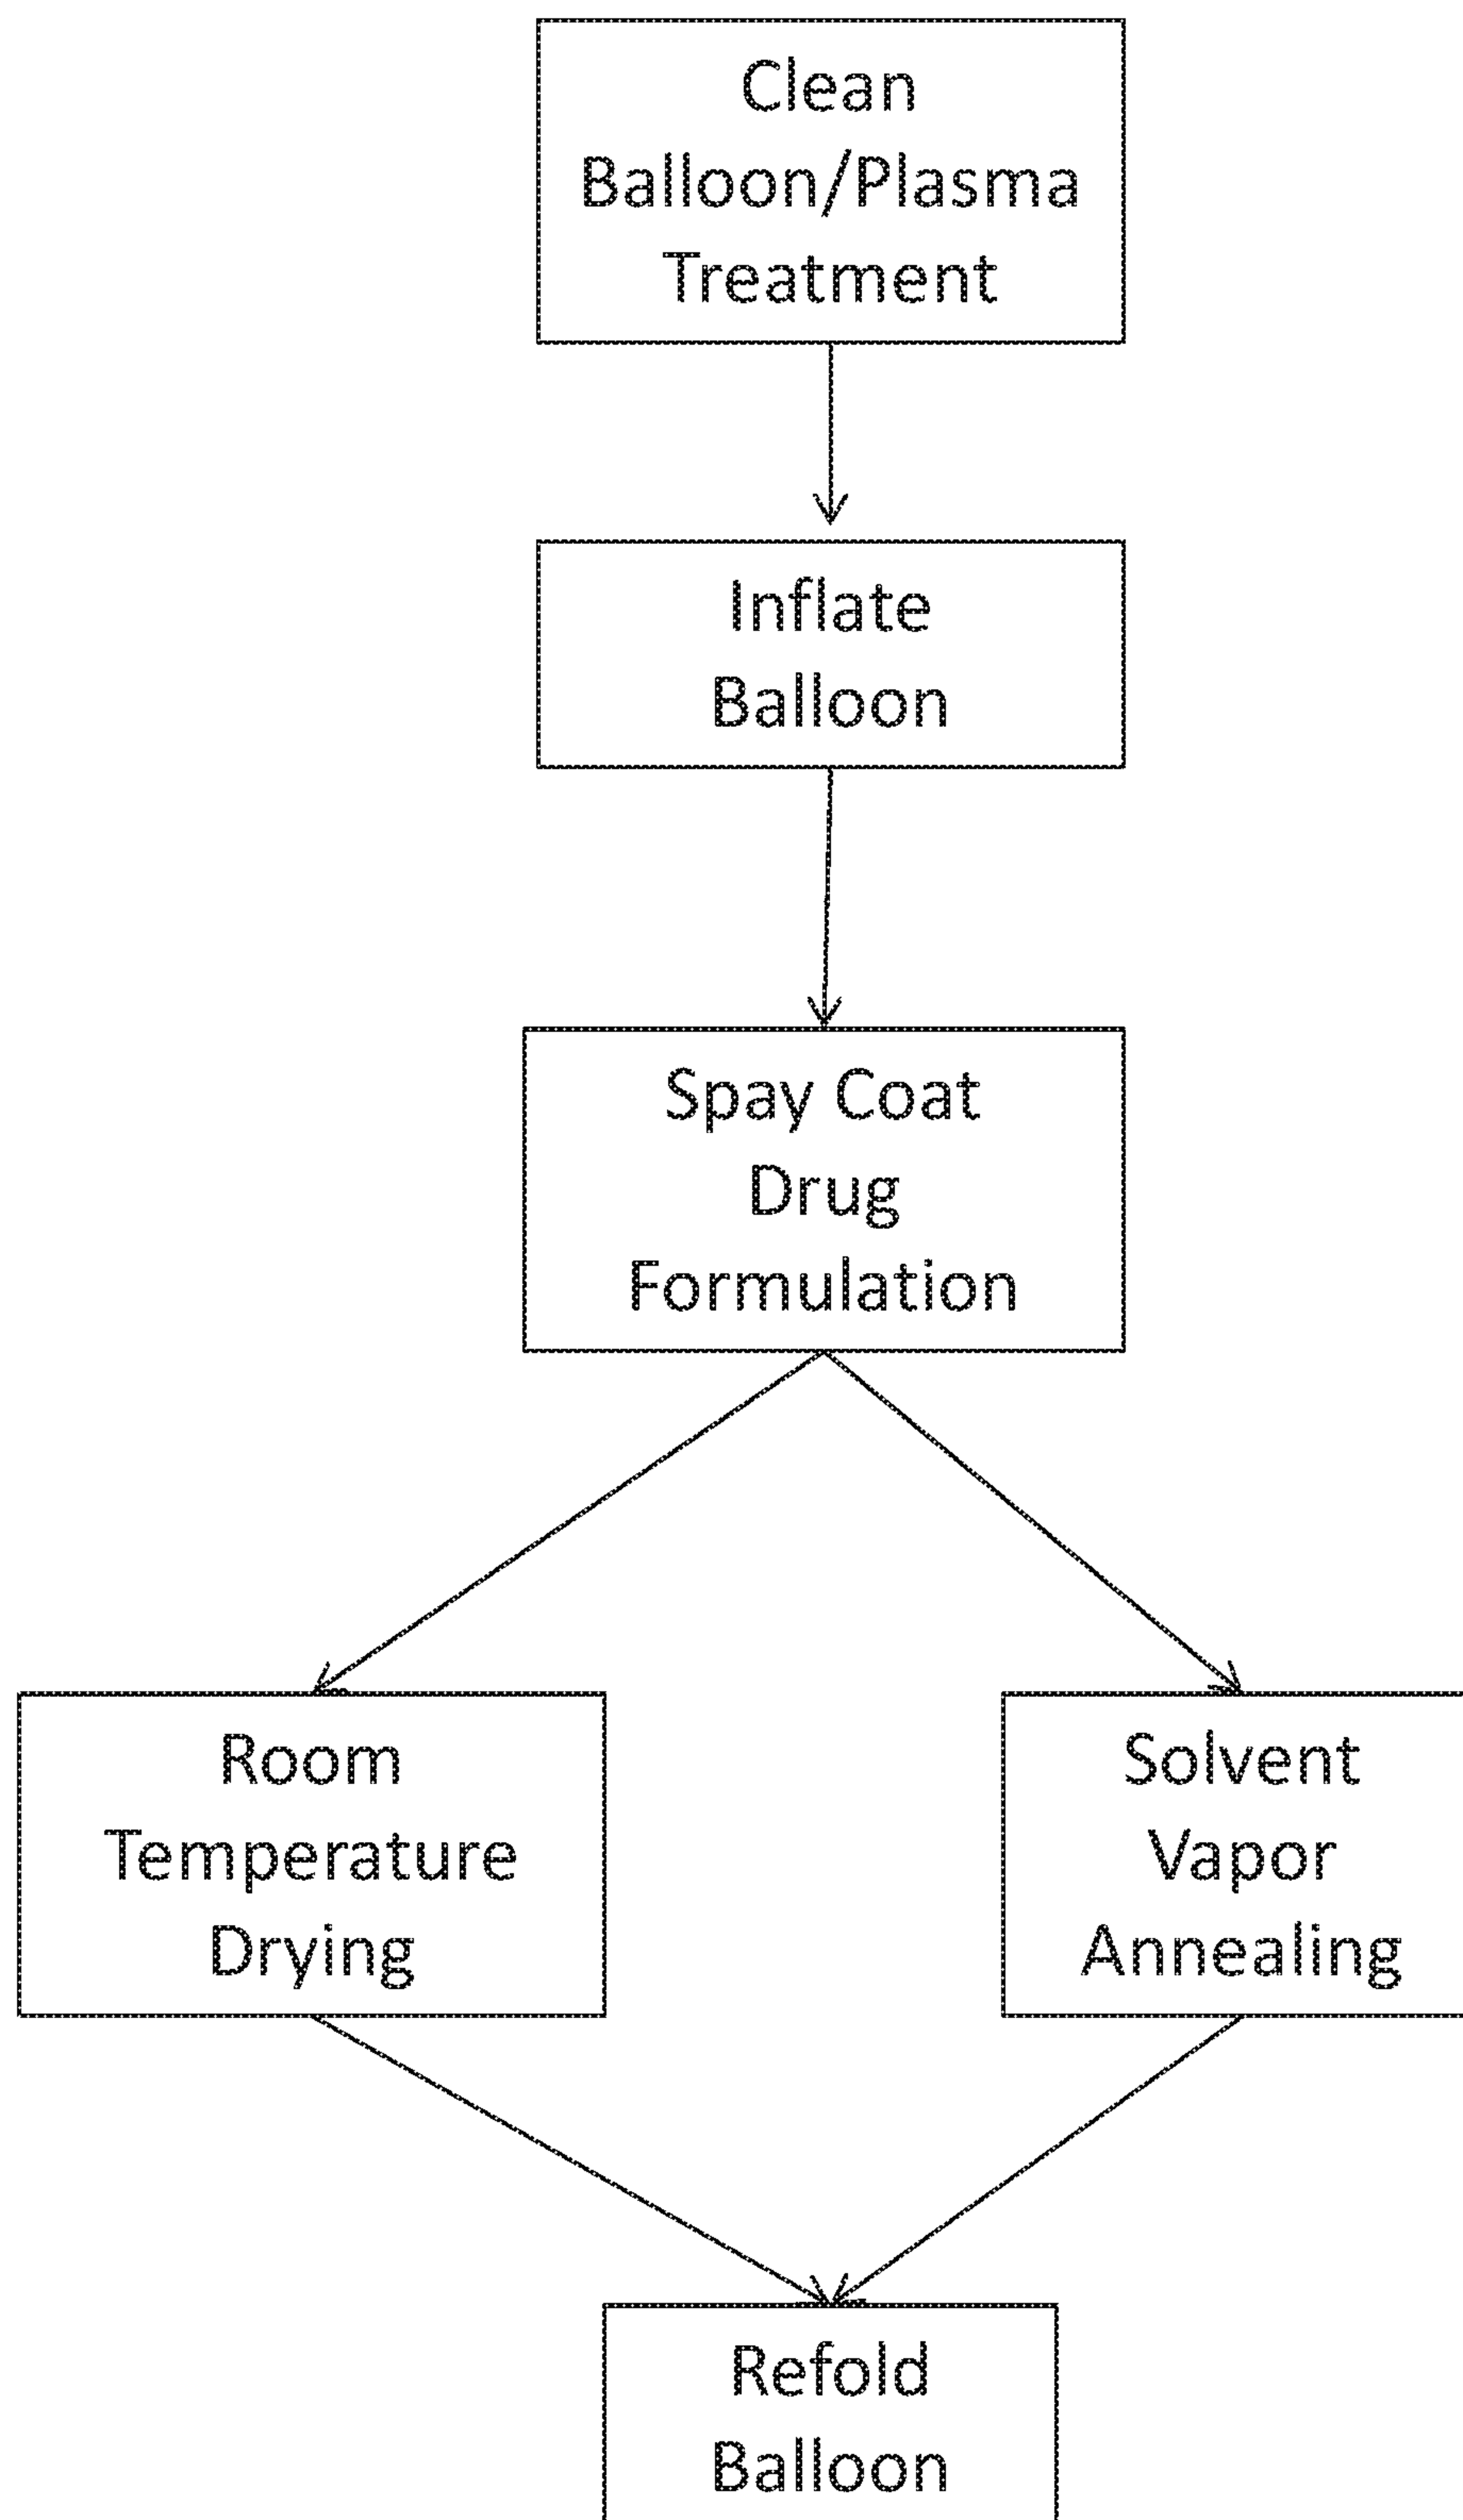 Clean
Balloon/Plasma
Treatment
Inflate
Balloon
Spay Coat
Drug
Formulation
Room
Temperature
Drying
Solvent
Vapor
Annealing
Refold
Balloon